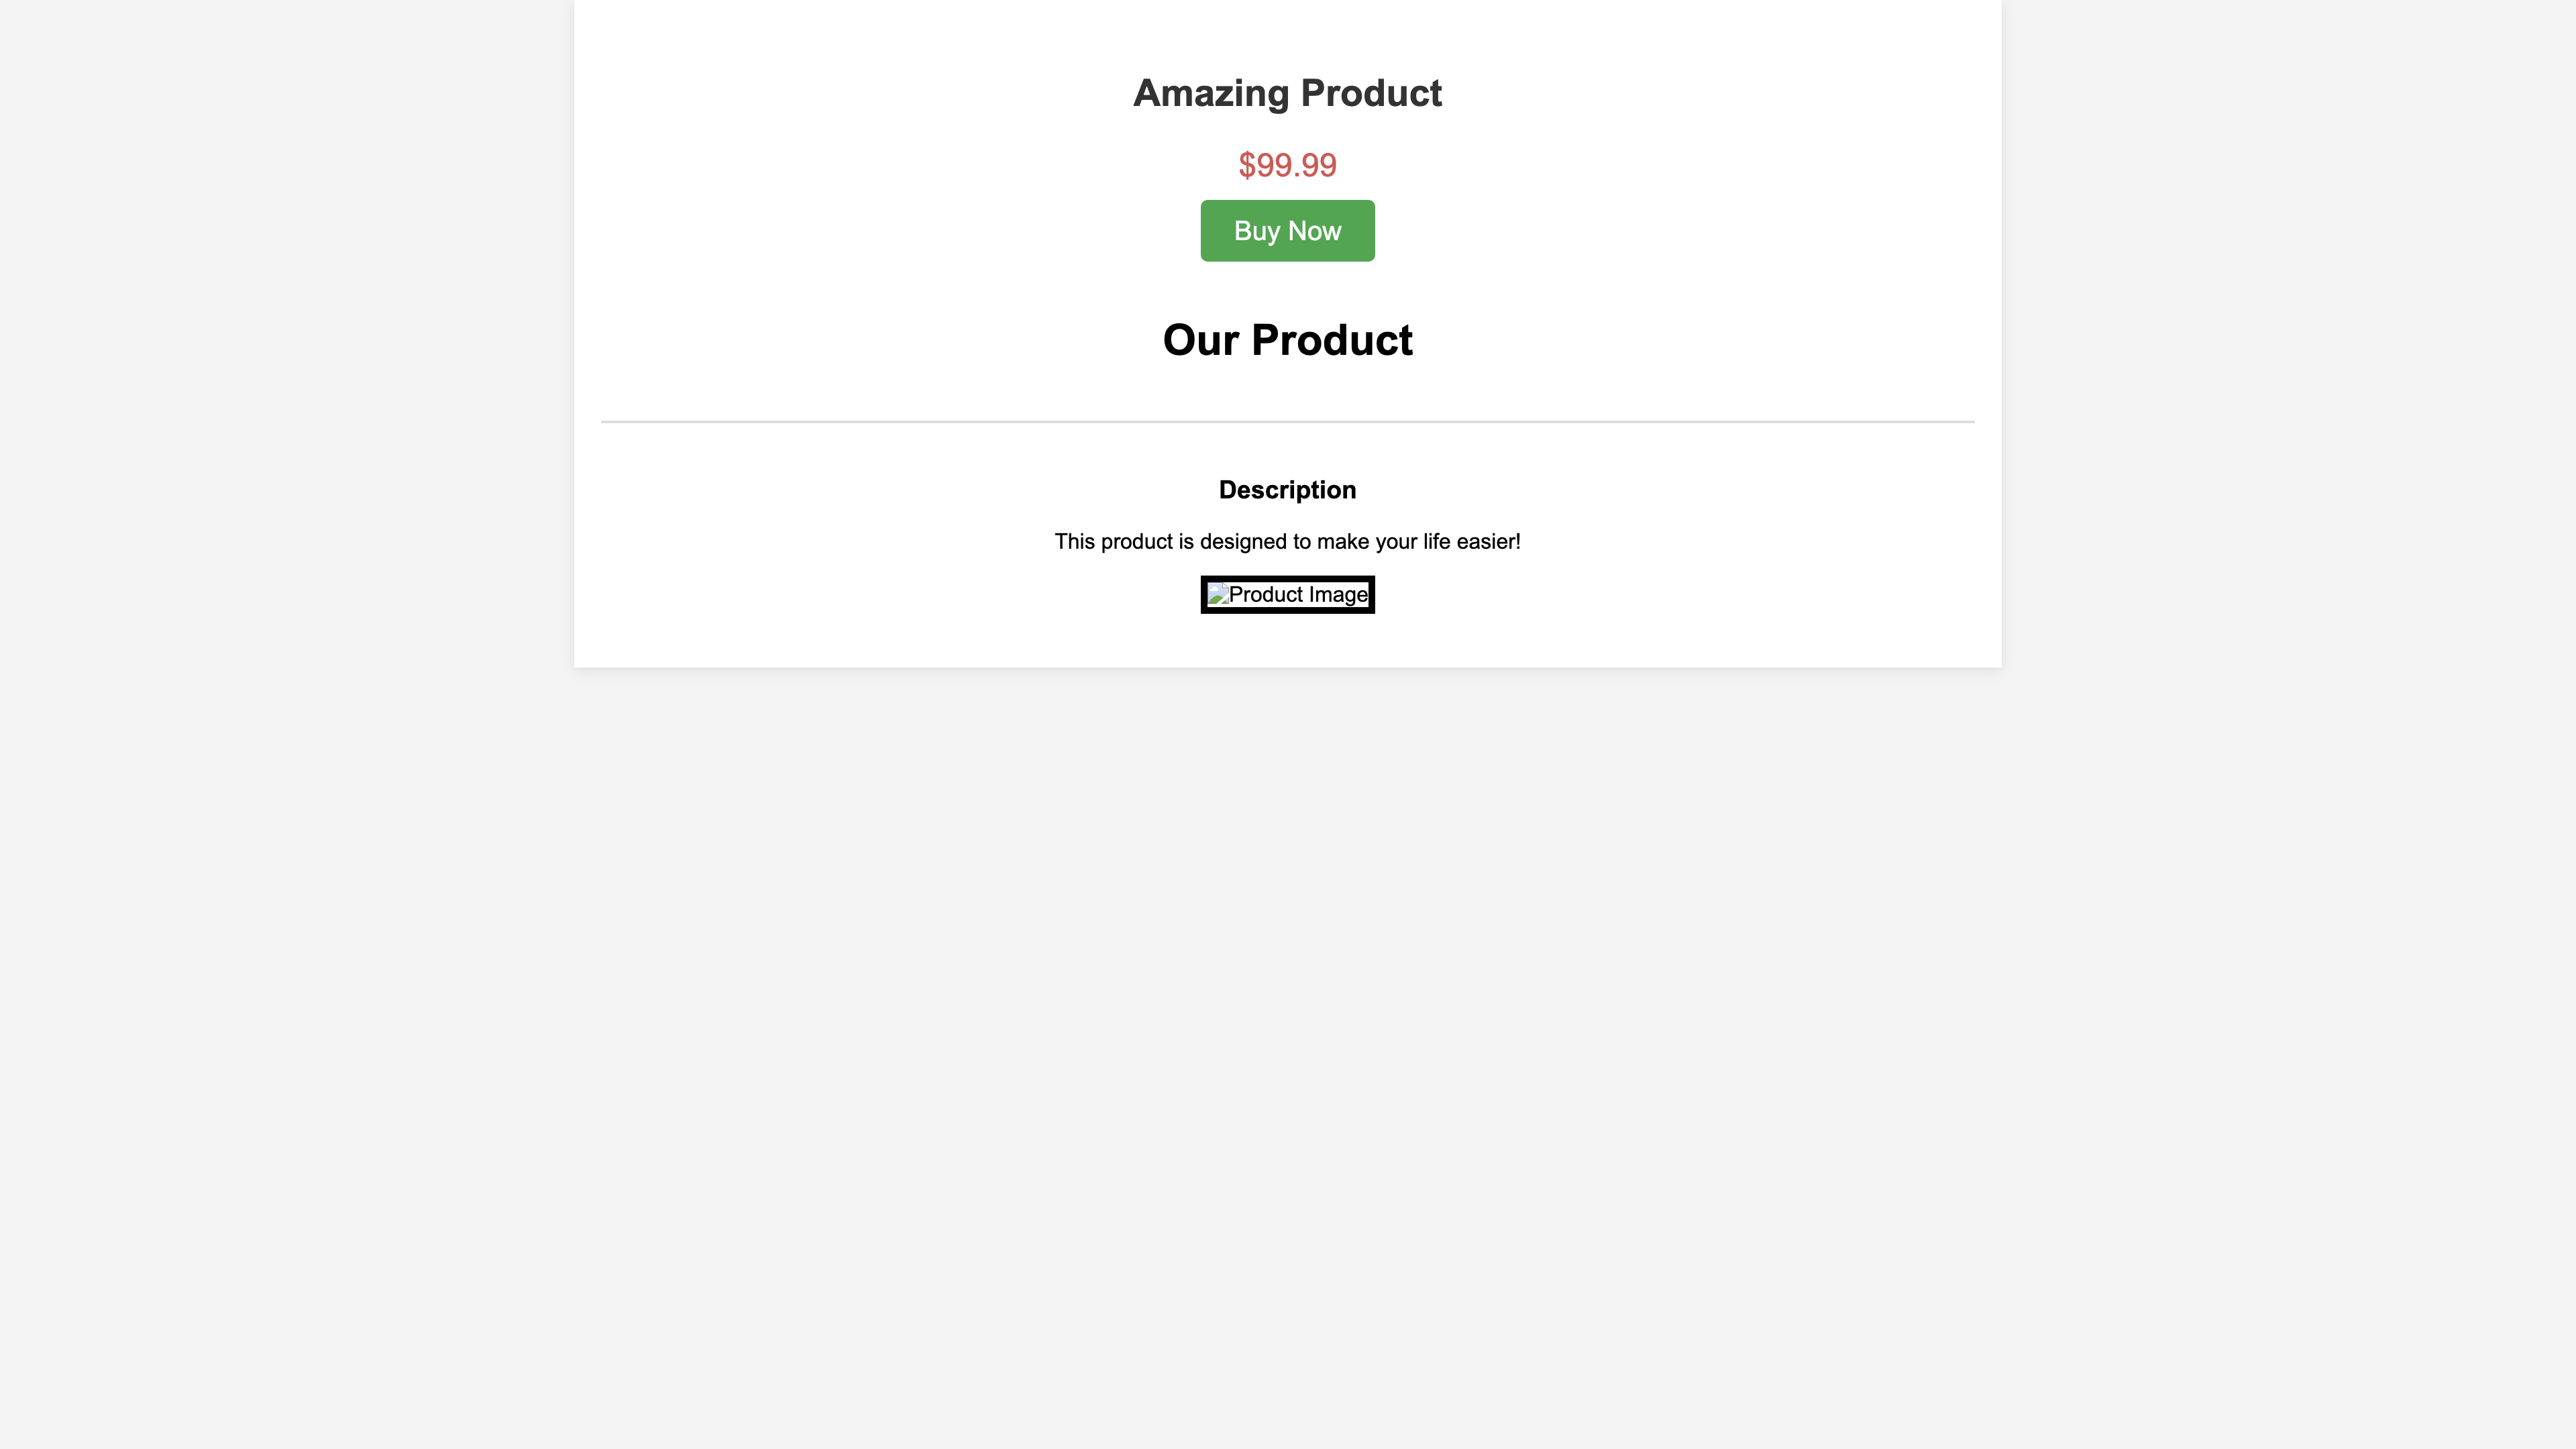 Amazing Product
$99.99
Buy Now
Our Product
Description
This product is designed to make your life easier!
Product Image